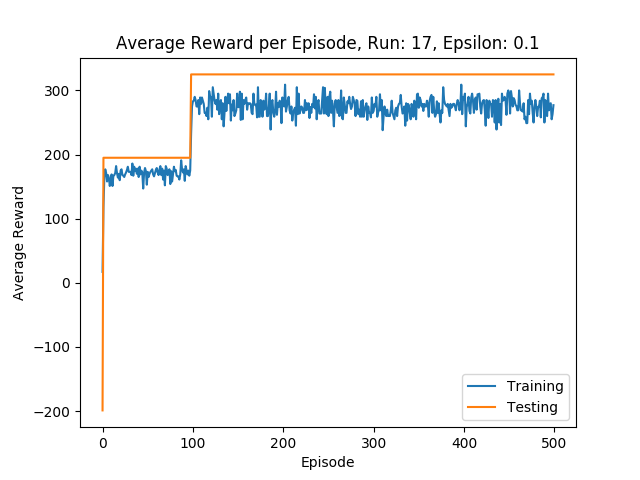 Average Reward per Episode, Run: 17, Epsilon: 0.1
Average Reward
300
200
100
0
−100
−200
0 100 200 300 400 500
Episode
Training
Testing